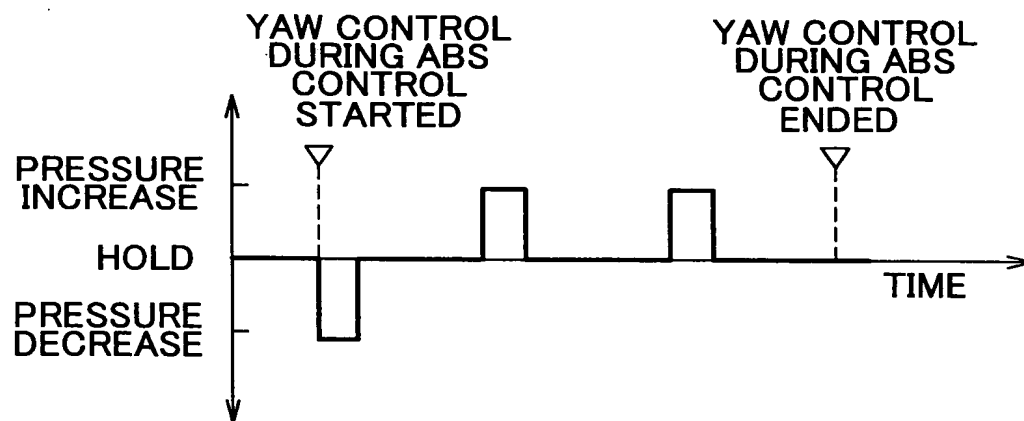 YAW CONTROL
DURING ABS
CONTROL
STARTED
YAW CONTROL
DURING ABS
CONTROL
ENDED
PRESSURE
INCREASE
HOLD
PRESSURE
DECREASE
TIME